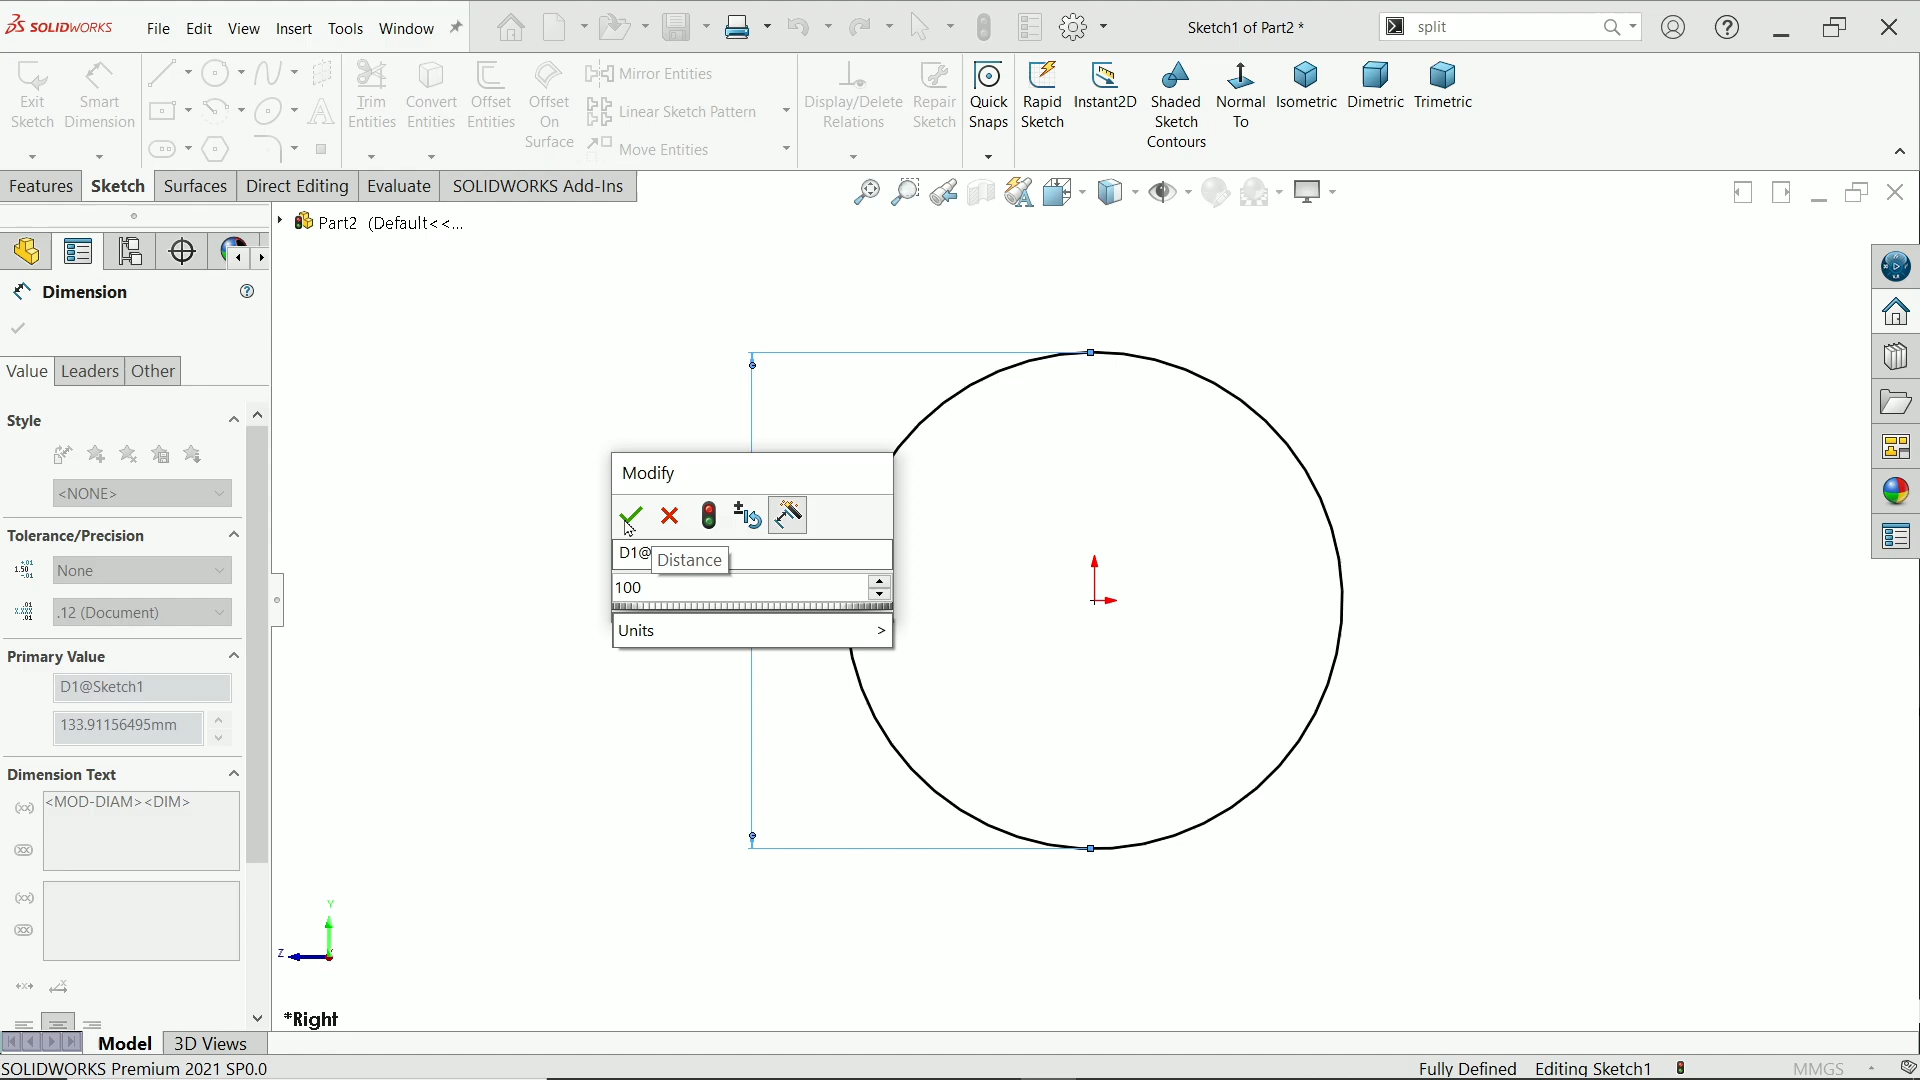 SOLIDWORKS File Edit View Insert Tools Window Sketch1 of Part2 * split
Exit Sketch
Smart Dimension
Trim Entities
Convert Entities
Offset Entities
Offset On Surface
Mirror Entities
Linear Sketch Pattern
Move Entities
Display/Delete Relations
Repair Sketch
Quick Snaps
Rapid Sketch
Instant2D
Shaded Sketch Contours
Normal To
Isometric
Dimetric
Trimetric
Features Sketch Surfaces Direct Editing Evaluate SOLIDWORKS Add-Ins
Part2 (Default<<...
Dimension
Value Leaders Other
Style
<NONE>
Tolerance/Precision
None
.12 (Document)
Primary Value
D1@Sketch1
133.91156495mm
Dimension Text
<MOD-DIAM><DIM>
Modify
D1@
Distance
100
Units >
Y
Z
*Right
Model 3D Views
SOLIDWORKS Premium 2021 SP0.0 Fully Defined Editing Sketch1 MMGS